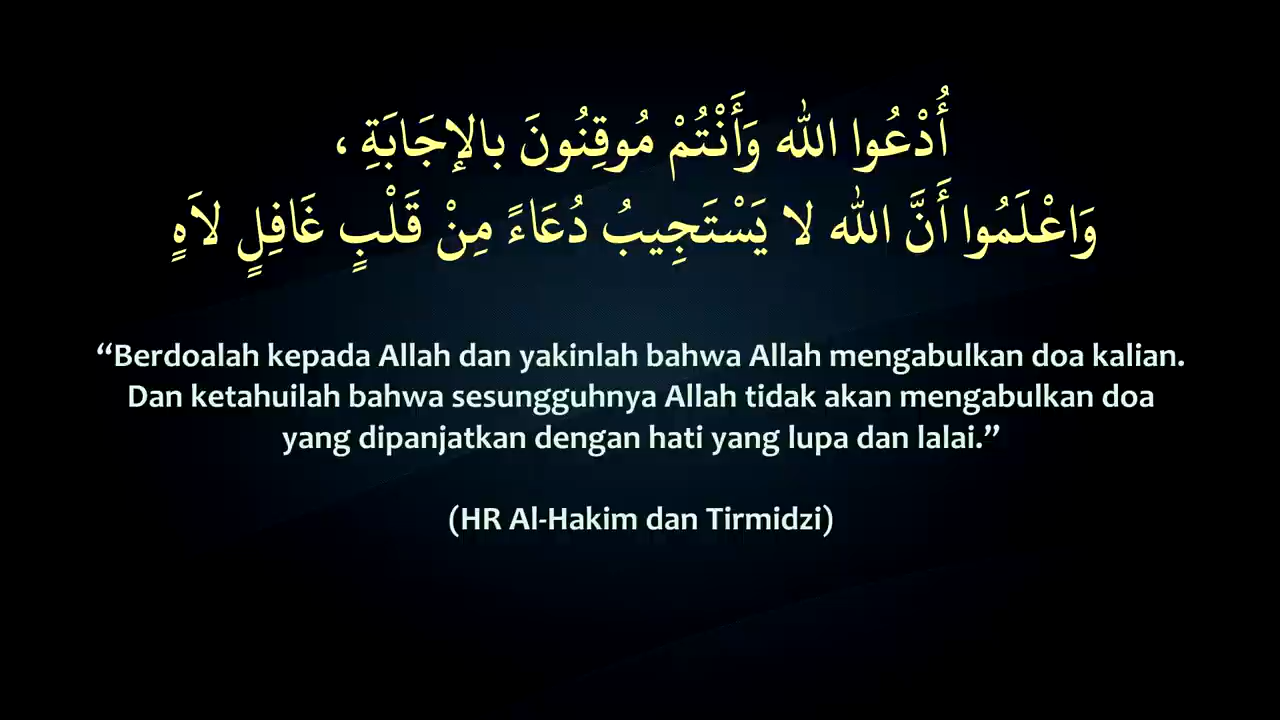 أُدْعُوا الله وَأَنْتُمْ مُوقِنُونَ بالإجَابَةِ ،
وَاعْلَمُوا أَنَّ الله لا يَسْتَجِيبُ دُعَاءً مِنْ قَلْبٍ غَافِلٍ لاَهٍ
“Berdoalah kepada Allah dan yakinlah bahwa Allah mengabulkan doa kalian.
Dan ketahuilah bahwa sesungguhnya Allah tidak akan mengabulkan doa
yang dipanjatkan dengan hati yang lupa dan lalai.”
(HR Al-Hakim dan Tirmidzi)